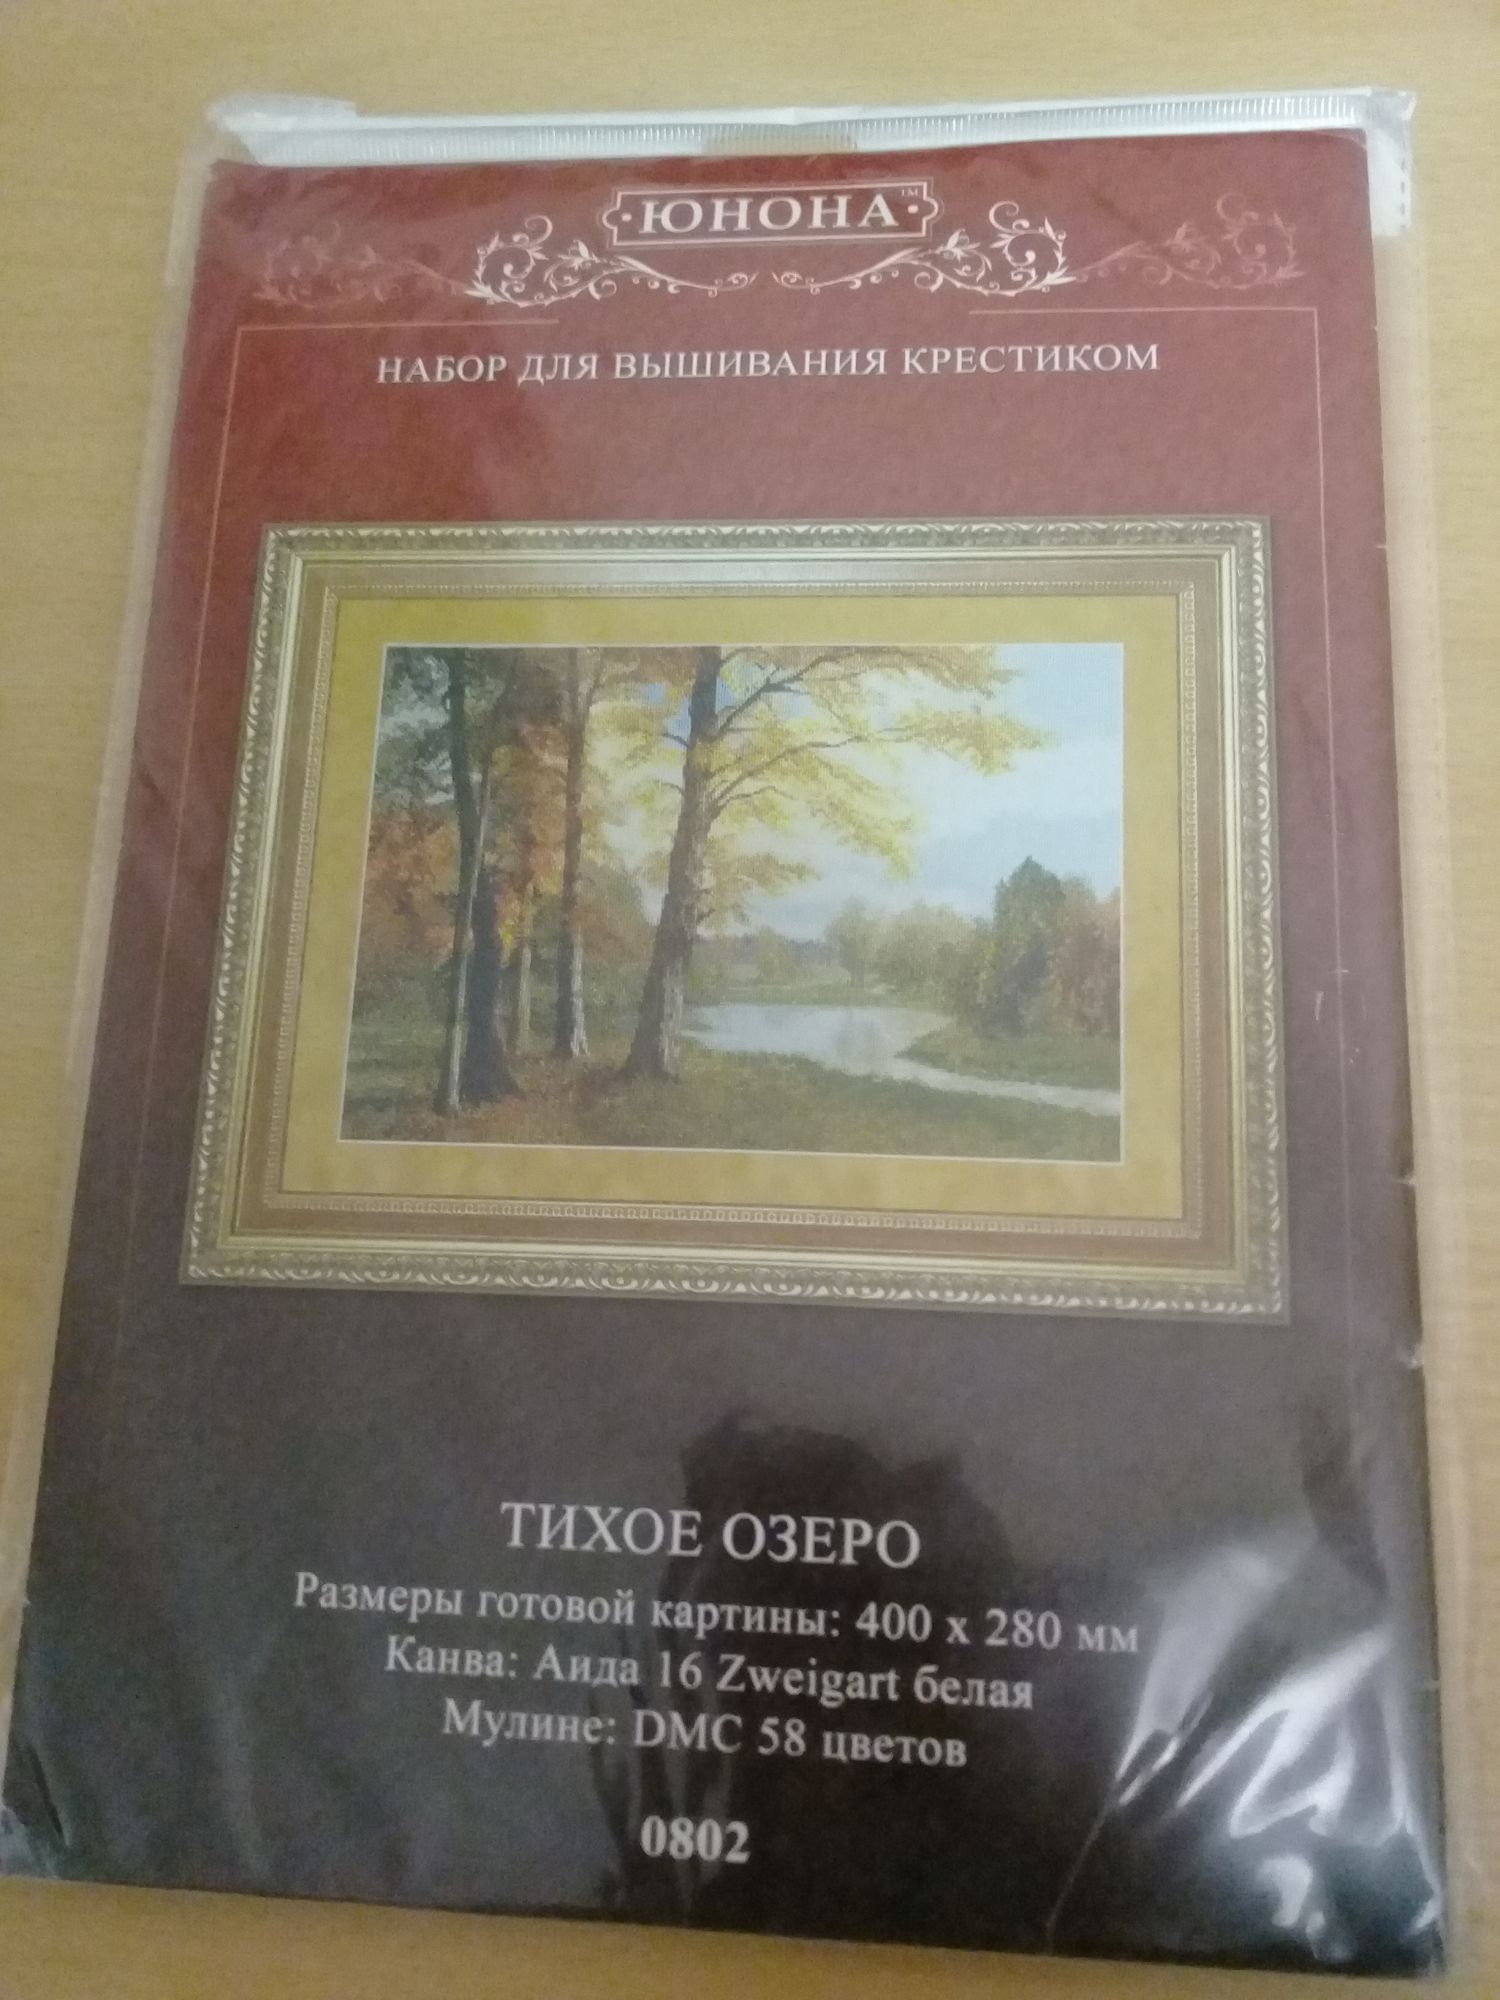 ЮНОНА™
НАБОР ДЛЯ ВЫШИВАНИЯ КРЕСТИКОМ
ТИХОЕ ОЗЕРО
Размеры готовой картины: 400 х 280 мм
Канва: Аида 16 Zweigart белая
Мулине: DMC 58 цветов
0802